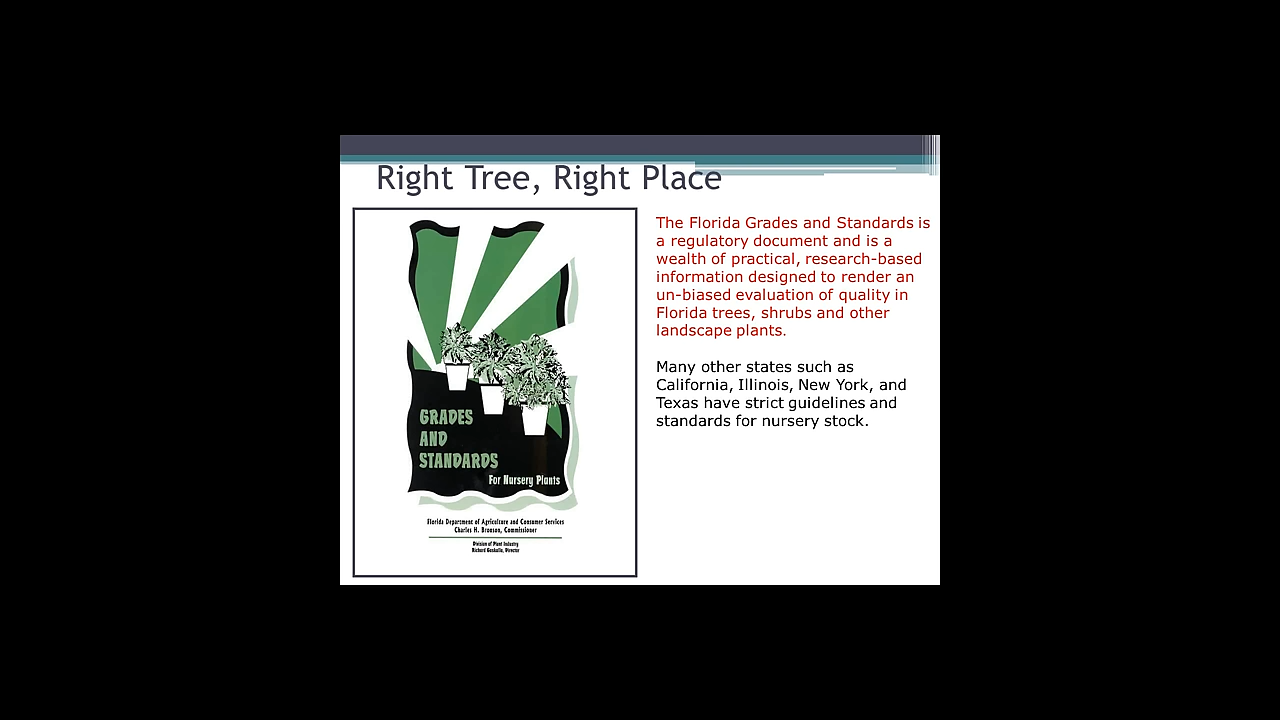 Right Tree, Right Place
GRADES
AND
STANDARDS
For Nursery Plants
Florida Department of Agriculture and Consumer Services
Charles H. Bronson, Commissioner
Division of Plant Industry
Richard Gaskalla, Director
The Florida Grades and Standards is
a regulatory document and is a
wealth of practical, research-based
information designed to render an
un-biased evaluation of quality in
Florida trees, shrubs and other
landscape plants.
Many other states such as
California, Illinois, New York, and
Texas have strict guidelines and
standards for nursery stock.